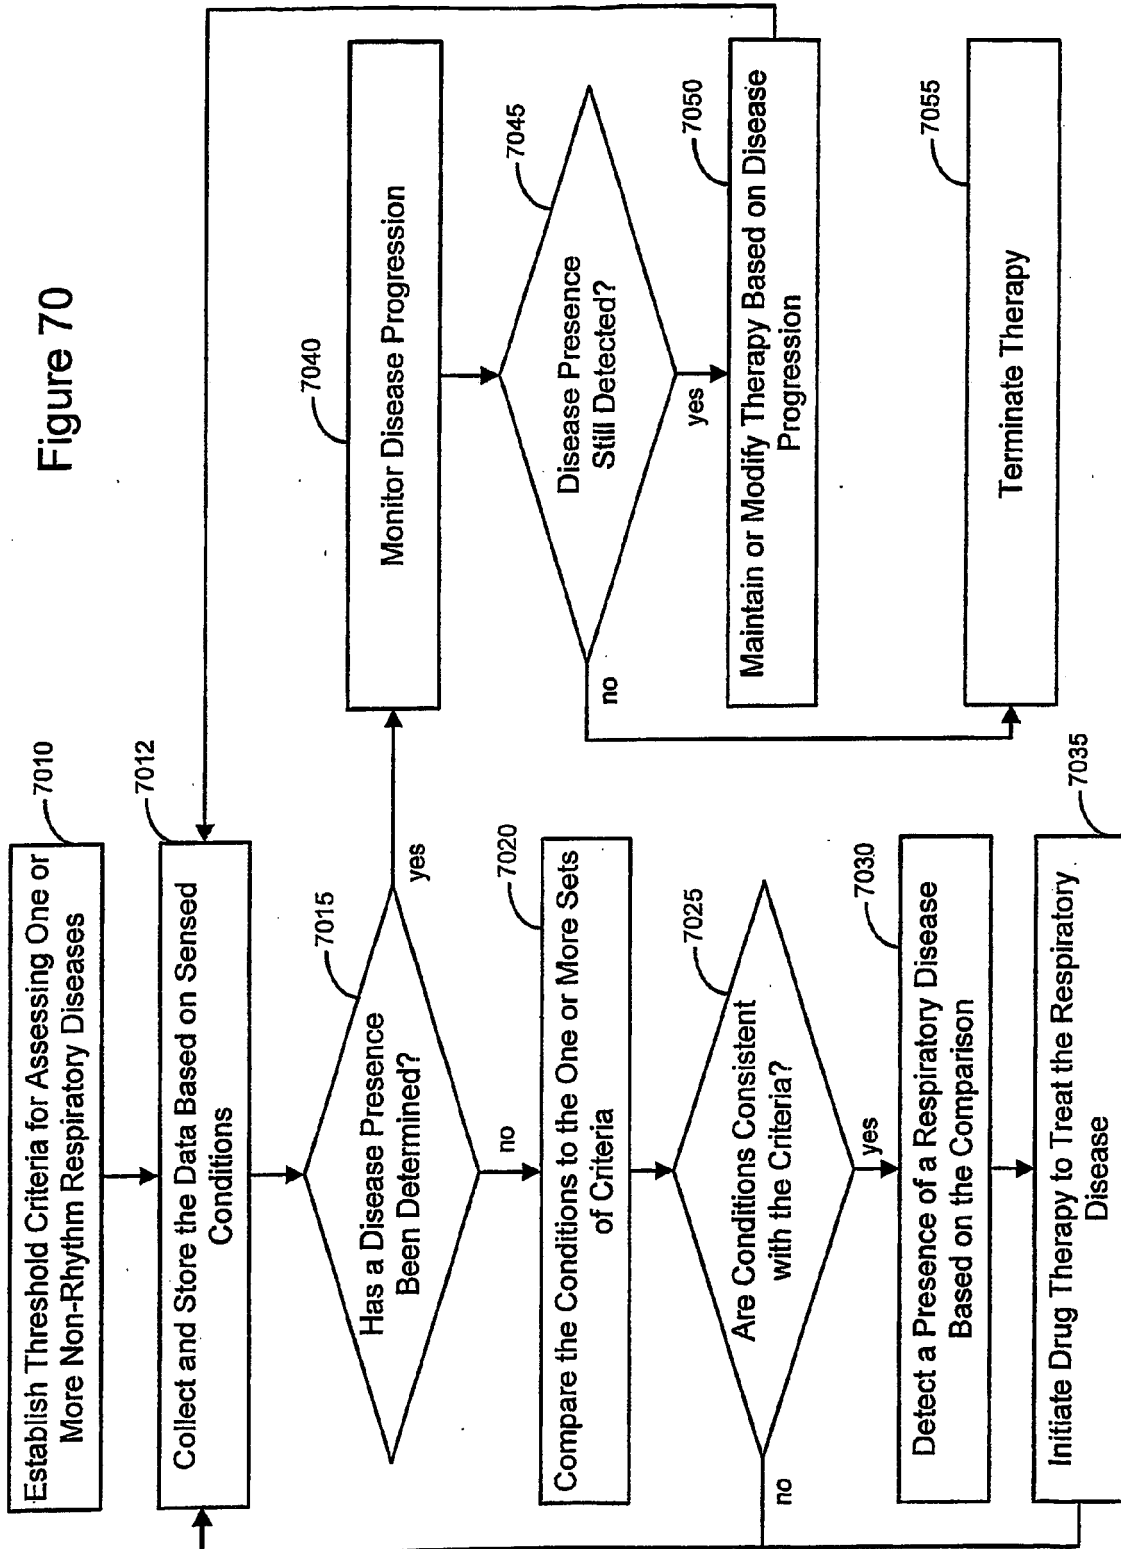 Figure 70
Establish Threshold Criteria for Assessing One or
More Non-Rhythm Respiratory Diseases
7010
Collect and Store the Data Based on Sensed
Conditions
7012
Has a Disease Presence
Been Determined?
7015
yes
no
Compare the Conditions to the One or More Sets
of Criteria
7020
Are Conditions Consistent
with the Criteria?
7025
no
yes
Detect a Presence of a Respiratory Disease
Based on the Comparison
7030
Initiate Drug Therapy to Treat the Respiratory
Disease
7035
Monitor Disease Progression
7040
Disease Presence
Still Detected?
7045
no
yes
Maintain or Modify Therapy Based on Disease
Progression
7050
Terminate Therapy
7055